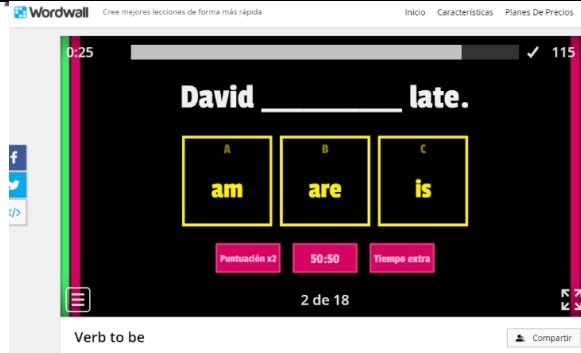 Wordwall Cree mejores lecciones de forma más rápida Inicio Características Planes De Precios
0:25 ✓ 115
David __________ late.
A B C
am are is
Puntuación x2 50:50 Tiempo extra
2 de 18
Verb to be Compartir